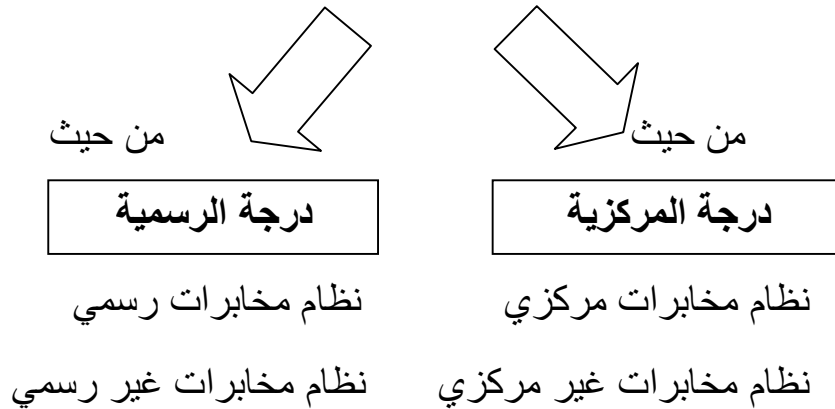 من حيث
درجة المركزية
نظام مخابرات مركزي
نظام مخابرات غير مركزي
من حيث
درجة الرسمية
نظام مخابرات رسمي
نظام مخابرات غير رسمي